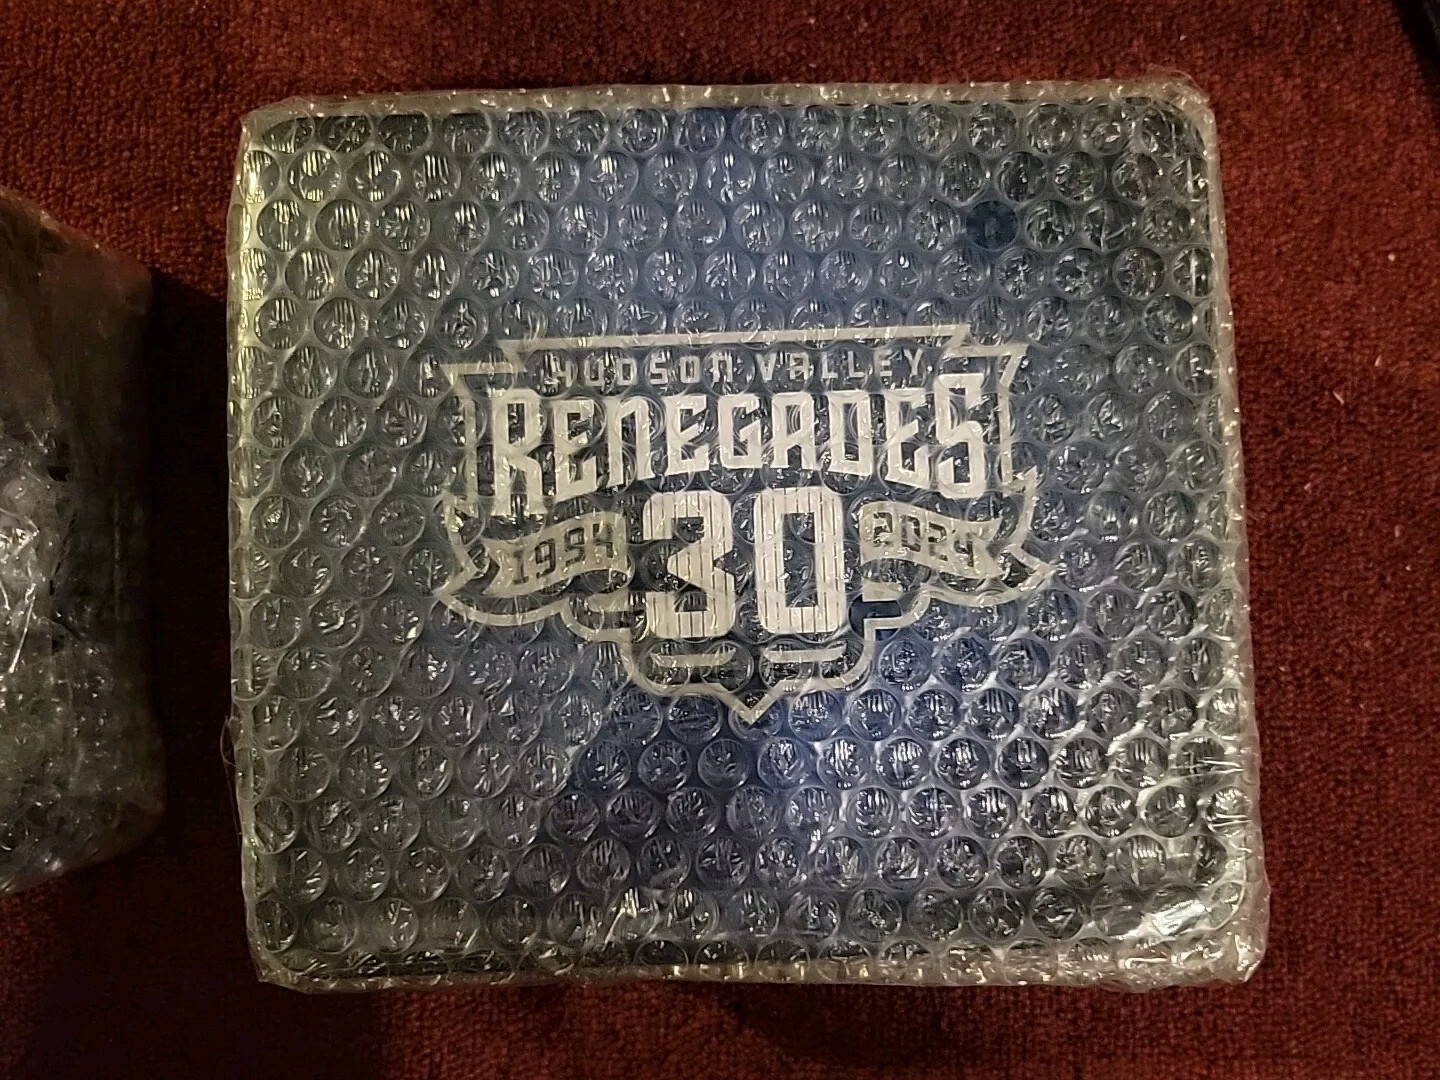 HUDSON VALLEY
RENEGADES
1994 30 2024